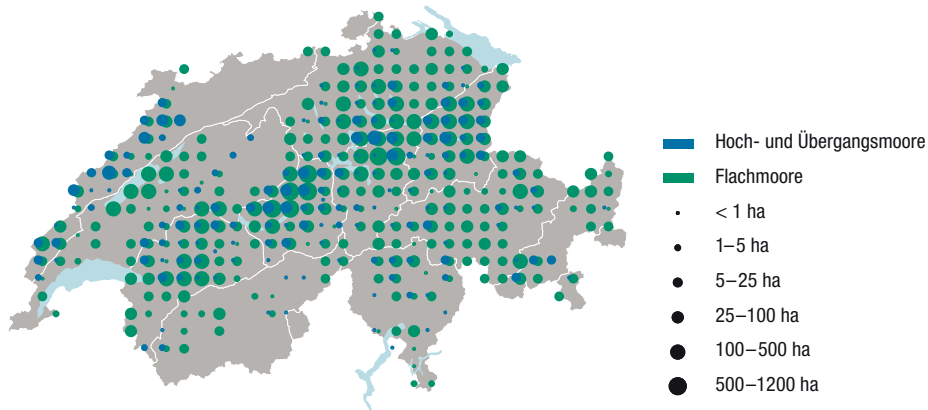 Hoch- und Übergangsmoore
Flachmoore
< 1 ha
1–5 ha
5–25 ha
25–100 ha
100–500 ha
500–1200 ha